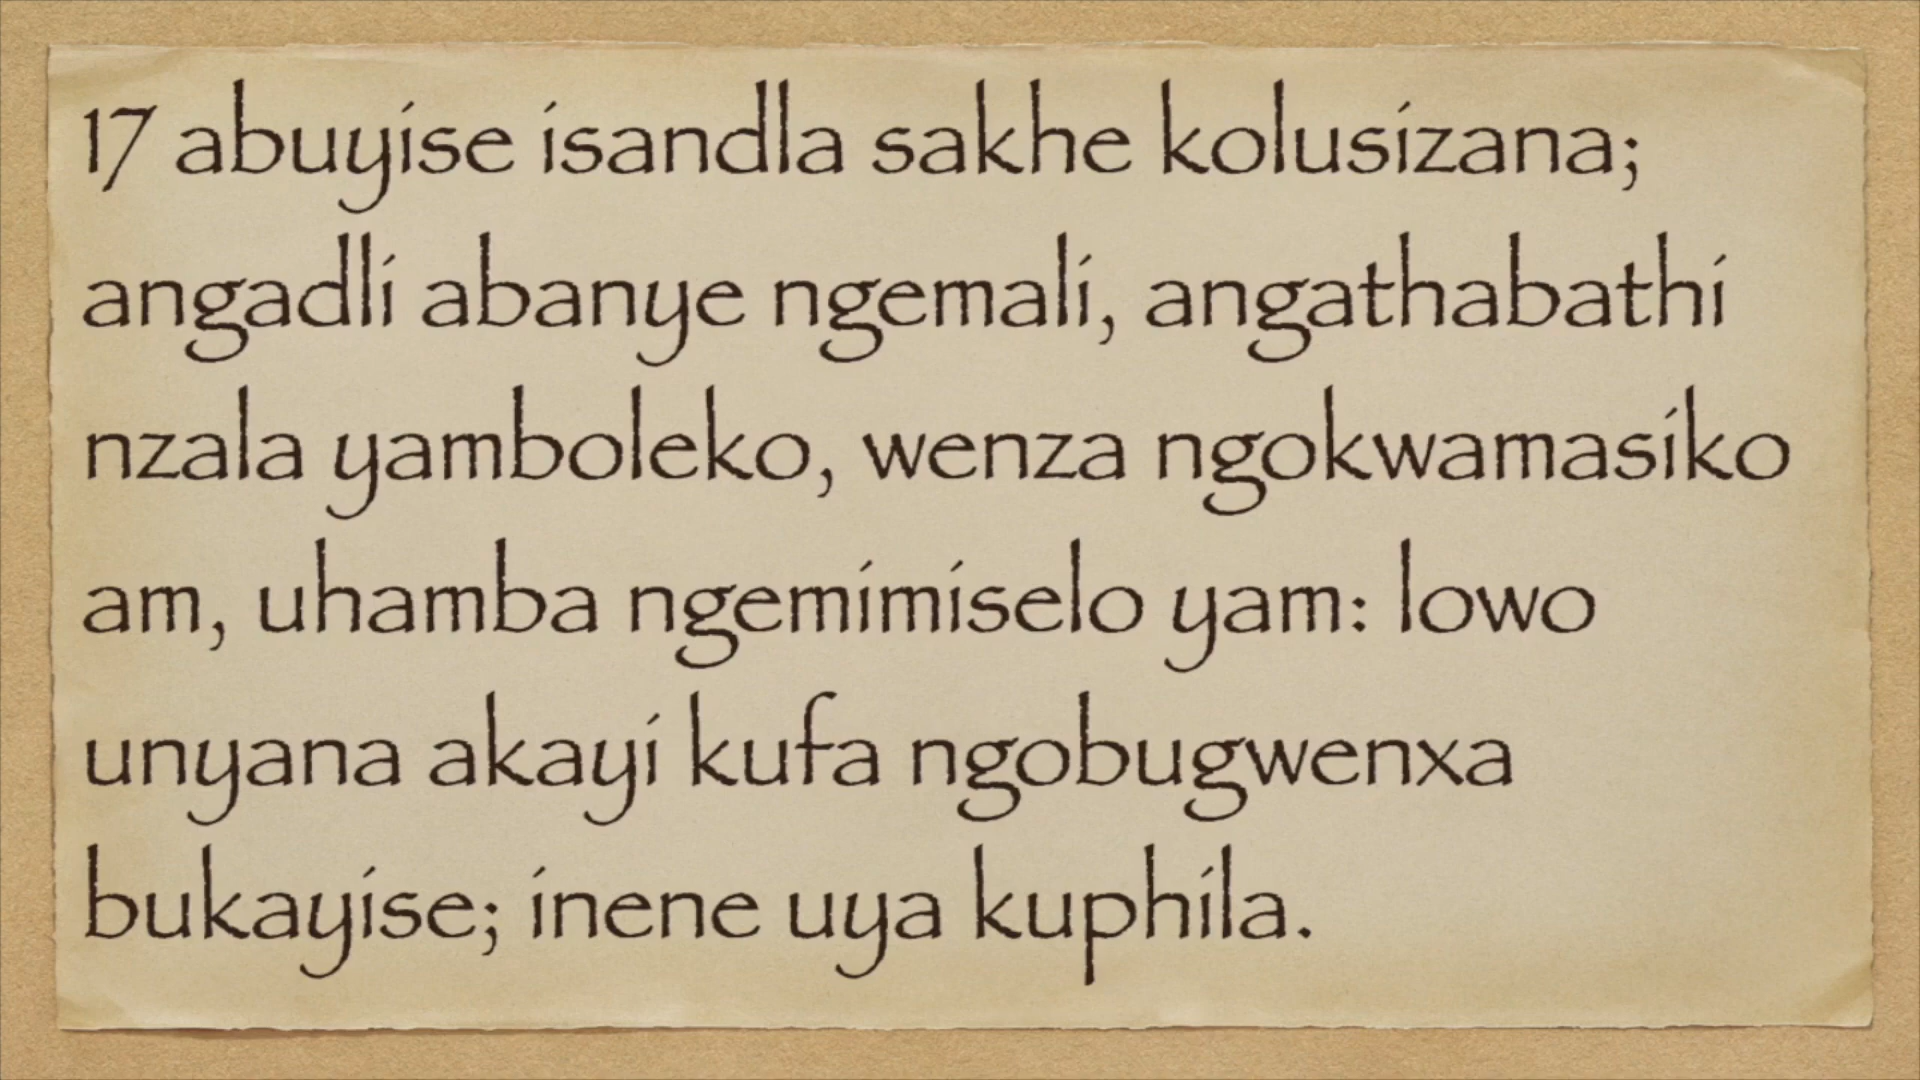 17 abuyise isandla sakhe kolusizana;
angadli abanye ngemali, angathabathi
nzala yamboleko, wenza ngokwamasiko
am, uhamba ngemimiselo yam: lowo
unyana akayi kufa ngobugwenxa
bukayise; inene uya kuphila.